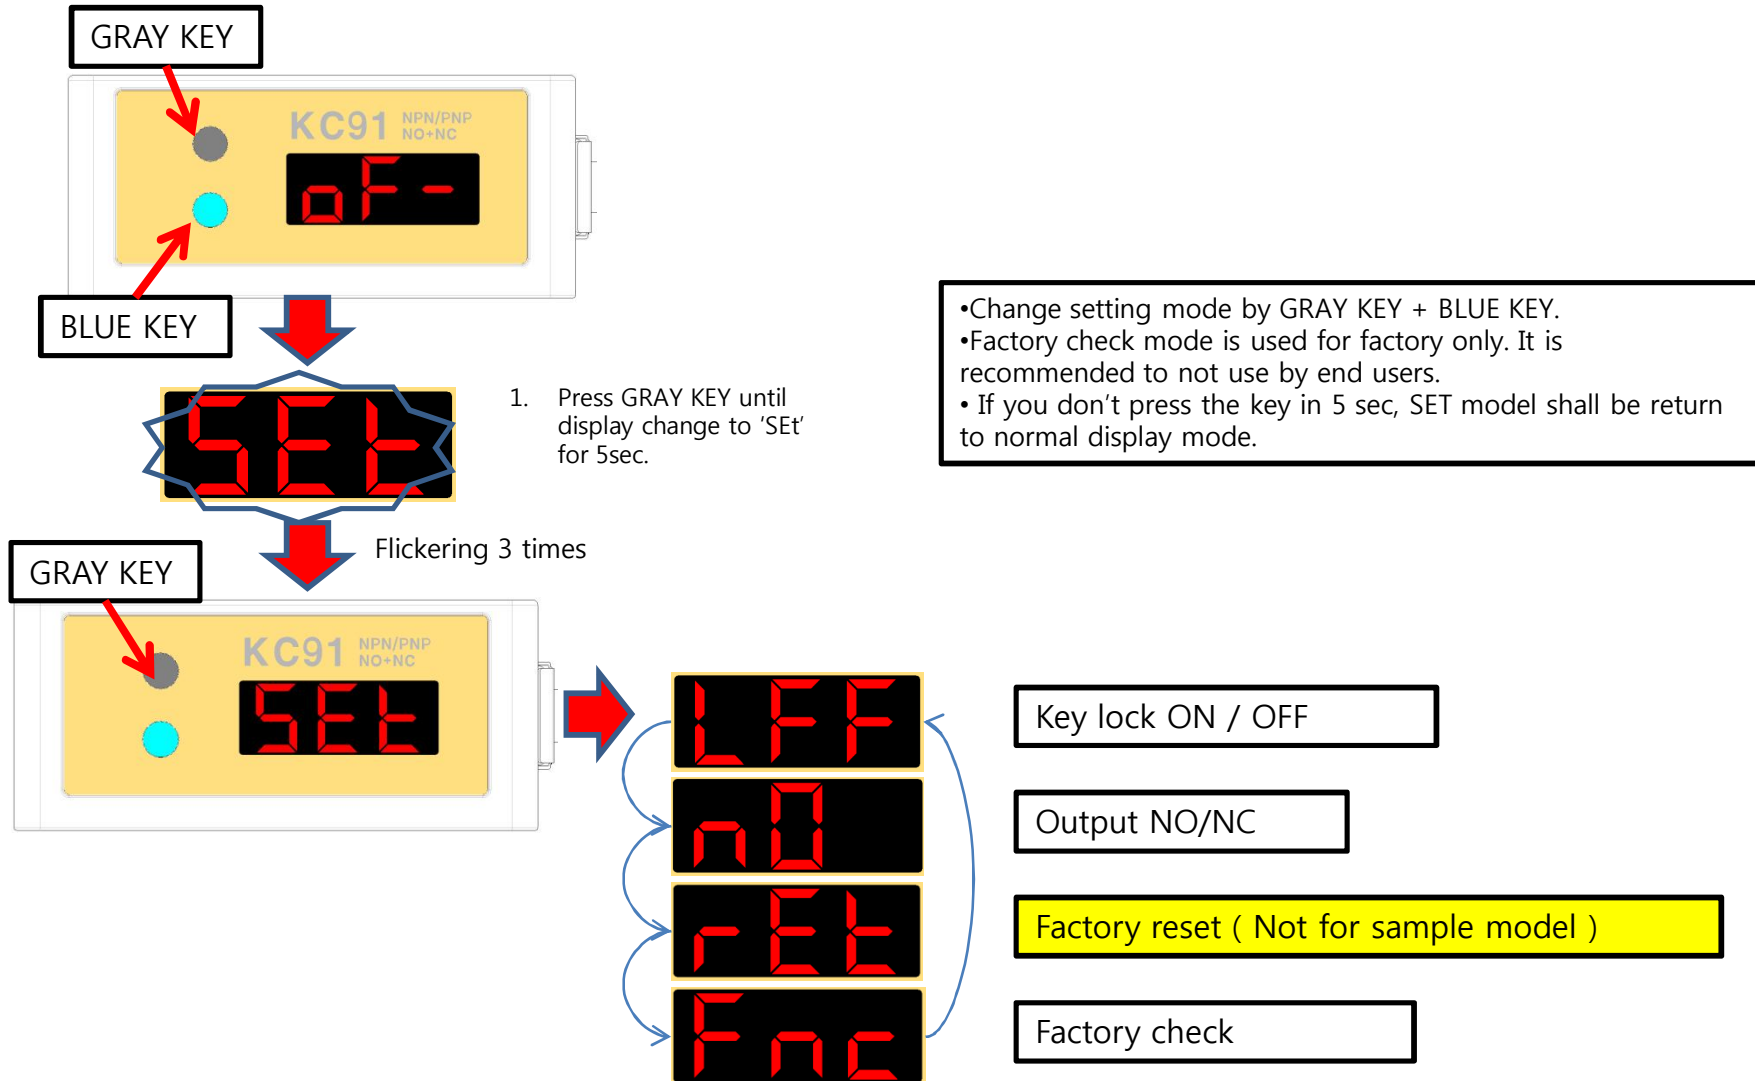 GRAY KEY
KC91 NPN/PNP
NO+NC
oF-
BLUE KEY
•Change setting mode by GRAY KEY + BLUE KEY.
•Factory check mode is used for factory only. It is
recommended to not use by end users.
• If you don’t press the key in 5 sec, SET model shall be return
to normal display mode.
SEt
1. Press GRAY KEY until
display change to ‘SEt’
for 5sec.
Flickering 3 times
GRAY KEY
KC91 NPN/PNP
NO+NC
SEt
LFF
Key lock ON / OFF
nO
Output NO/NC
rEt
Factory reset ( Not for sample model )
Fnc
Factory check